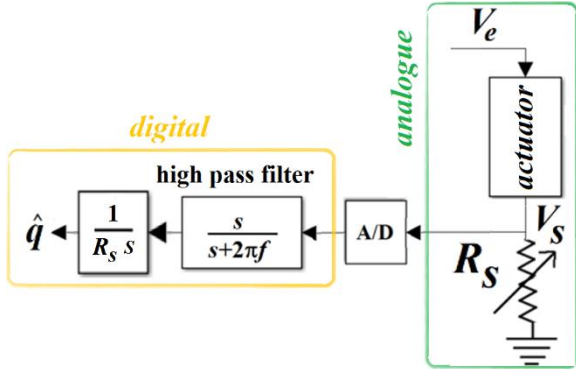 V_e
analogue
actuator
V_s
R_s
A/D
digital
high pass filter
s
s+2πf
1
R_s s
q̂